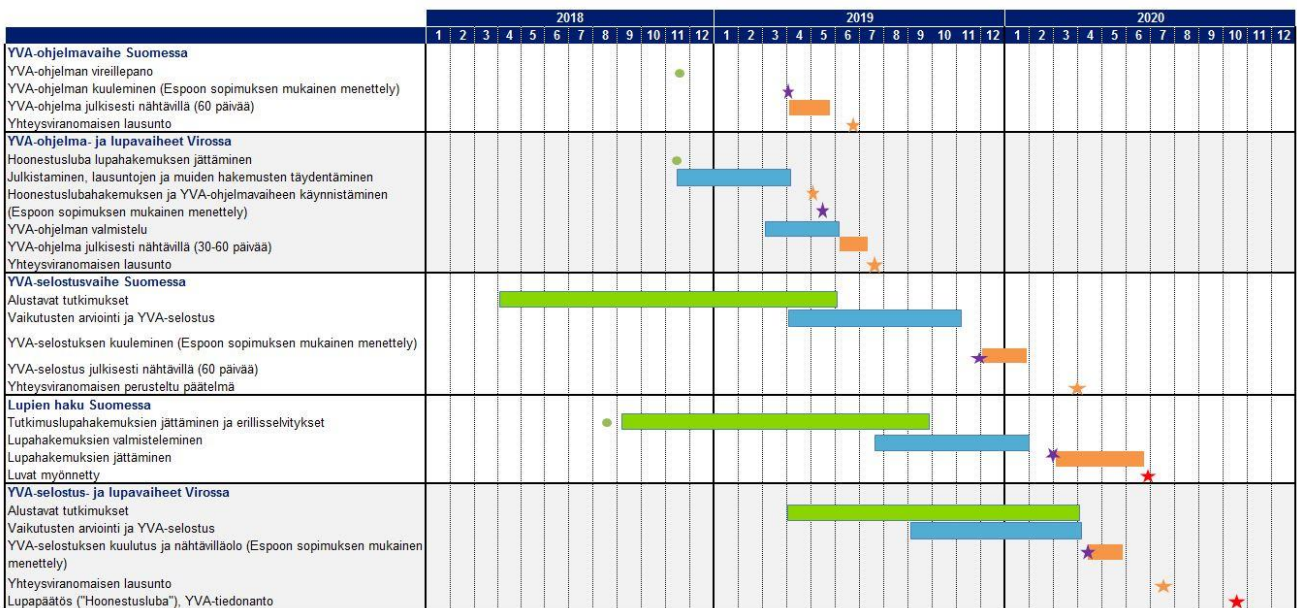 2018 2019 2020
1 2 3 4 5 6 7 8 9 10 11 12 1 2 3 4 5 6 7 8 9 10 11 12 1 2 3 4 5 6 7 8 9 10 11 12
YVA-ohjelmavaihe Suomessa
YVA-ohjelman vireillepano
YVA-ohjelman kuuleminen (Espoon sopimuksen mukainen menettely)
YVA-ohjelma julkisesti nähtävillä (60 päivää)
Yhteysviranomaisen lausunto
YVA-ohjelma- ja lupavaiheet Virossa
Hoonestusluba lupahakemuksen jättäminen
Julkistaminen, lausuntojen ja muiden hakemusten täydentäminen
Hoonestuslubahakemuksen ja YVA-ohjelmavaiheen käynnistäminen
(Espoon sopimuksen mukainen menettely)
YVA-ohjelman valmistelu
YVA-ohjelma julkisesti nähtävillä (30-60 päivää)
Yhteysviranomaisen lausunto
YVA-selostusvaihe Suomessa
Alustavat tutkimukset
Vaikutusten arviointi ja YVA-selostus
YVA-selostuksen kuuleminen (Espoon sopimuksen mukainen menettely)
YVA-selostus julkisesti nähtävillä (60 päivää)
Yhteysviranomaisen perusteltu päätelmä
Lupien haku Suomessa
Tutkimuslupahakemuksien jättäminen ja erillisselvitykset
Lupahakemuksien valmisteleminen
Lupahakemuksien jättäminen
Luvat myönnetty
YVA-selostus- ja lupavaiheet Virossa
Alustavat tutkimukset
Vaikutusten arviointi ja YVA-selostus
YVA-selostuksen kuulutus ja nähtävilläolo (Espoon sopimuksen mukainen
menettely)
Yhteysviranomaisen lausunto
Lupapäätös ("Hoonestusluba"), YVA-tiedonanto